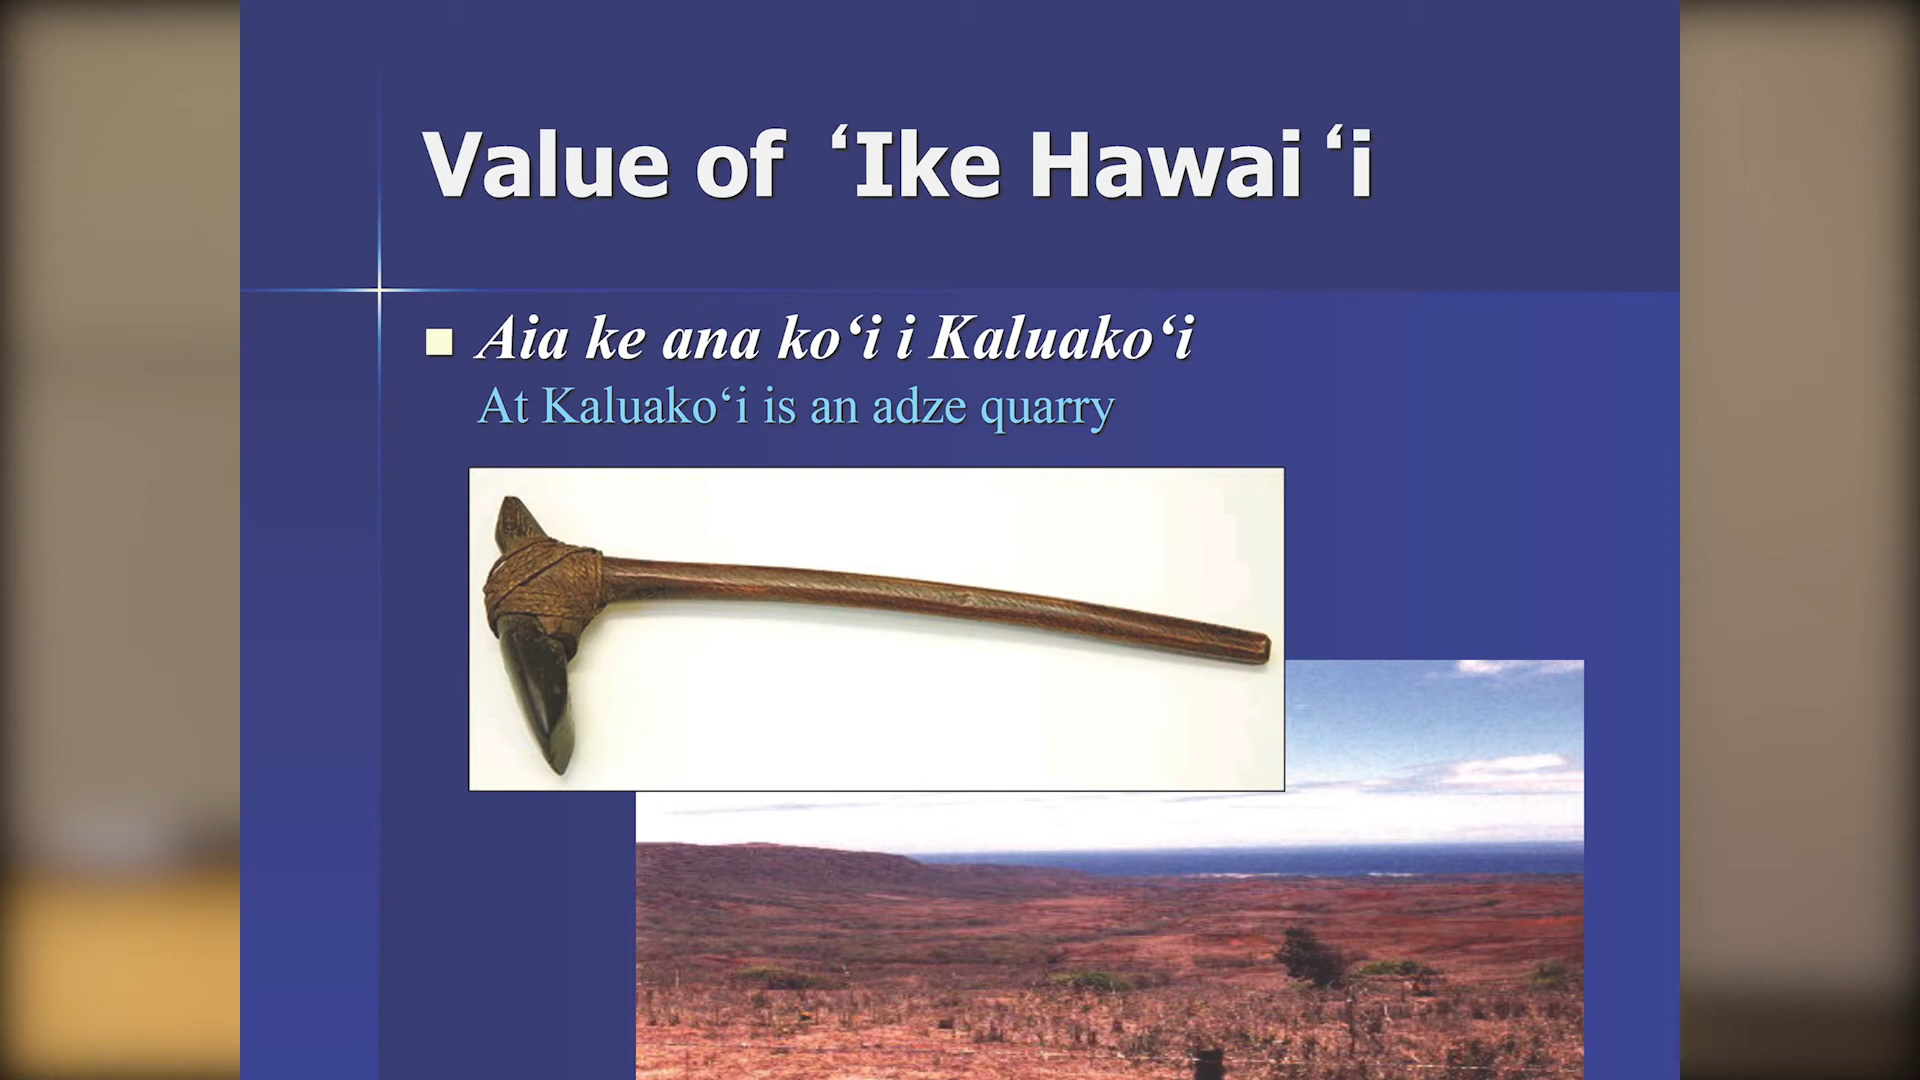 Value of ʻIke Hawai ʻi
Aia ke ana koʻi i Kaluakoʻi
At Kaluakoʻi is an adze quarry